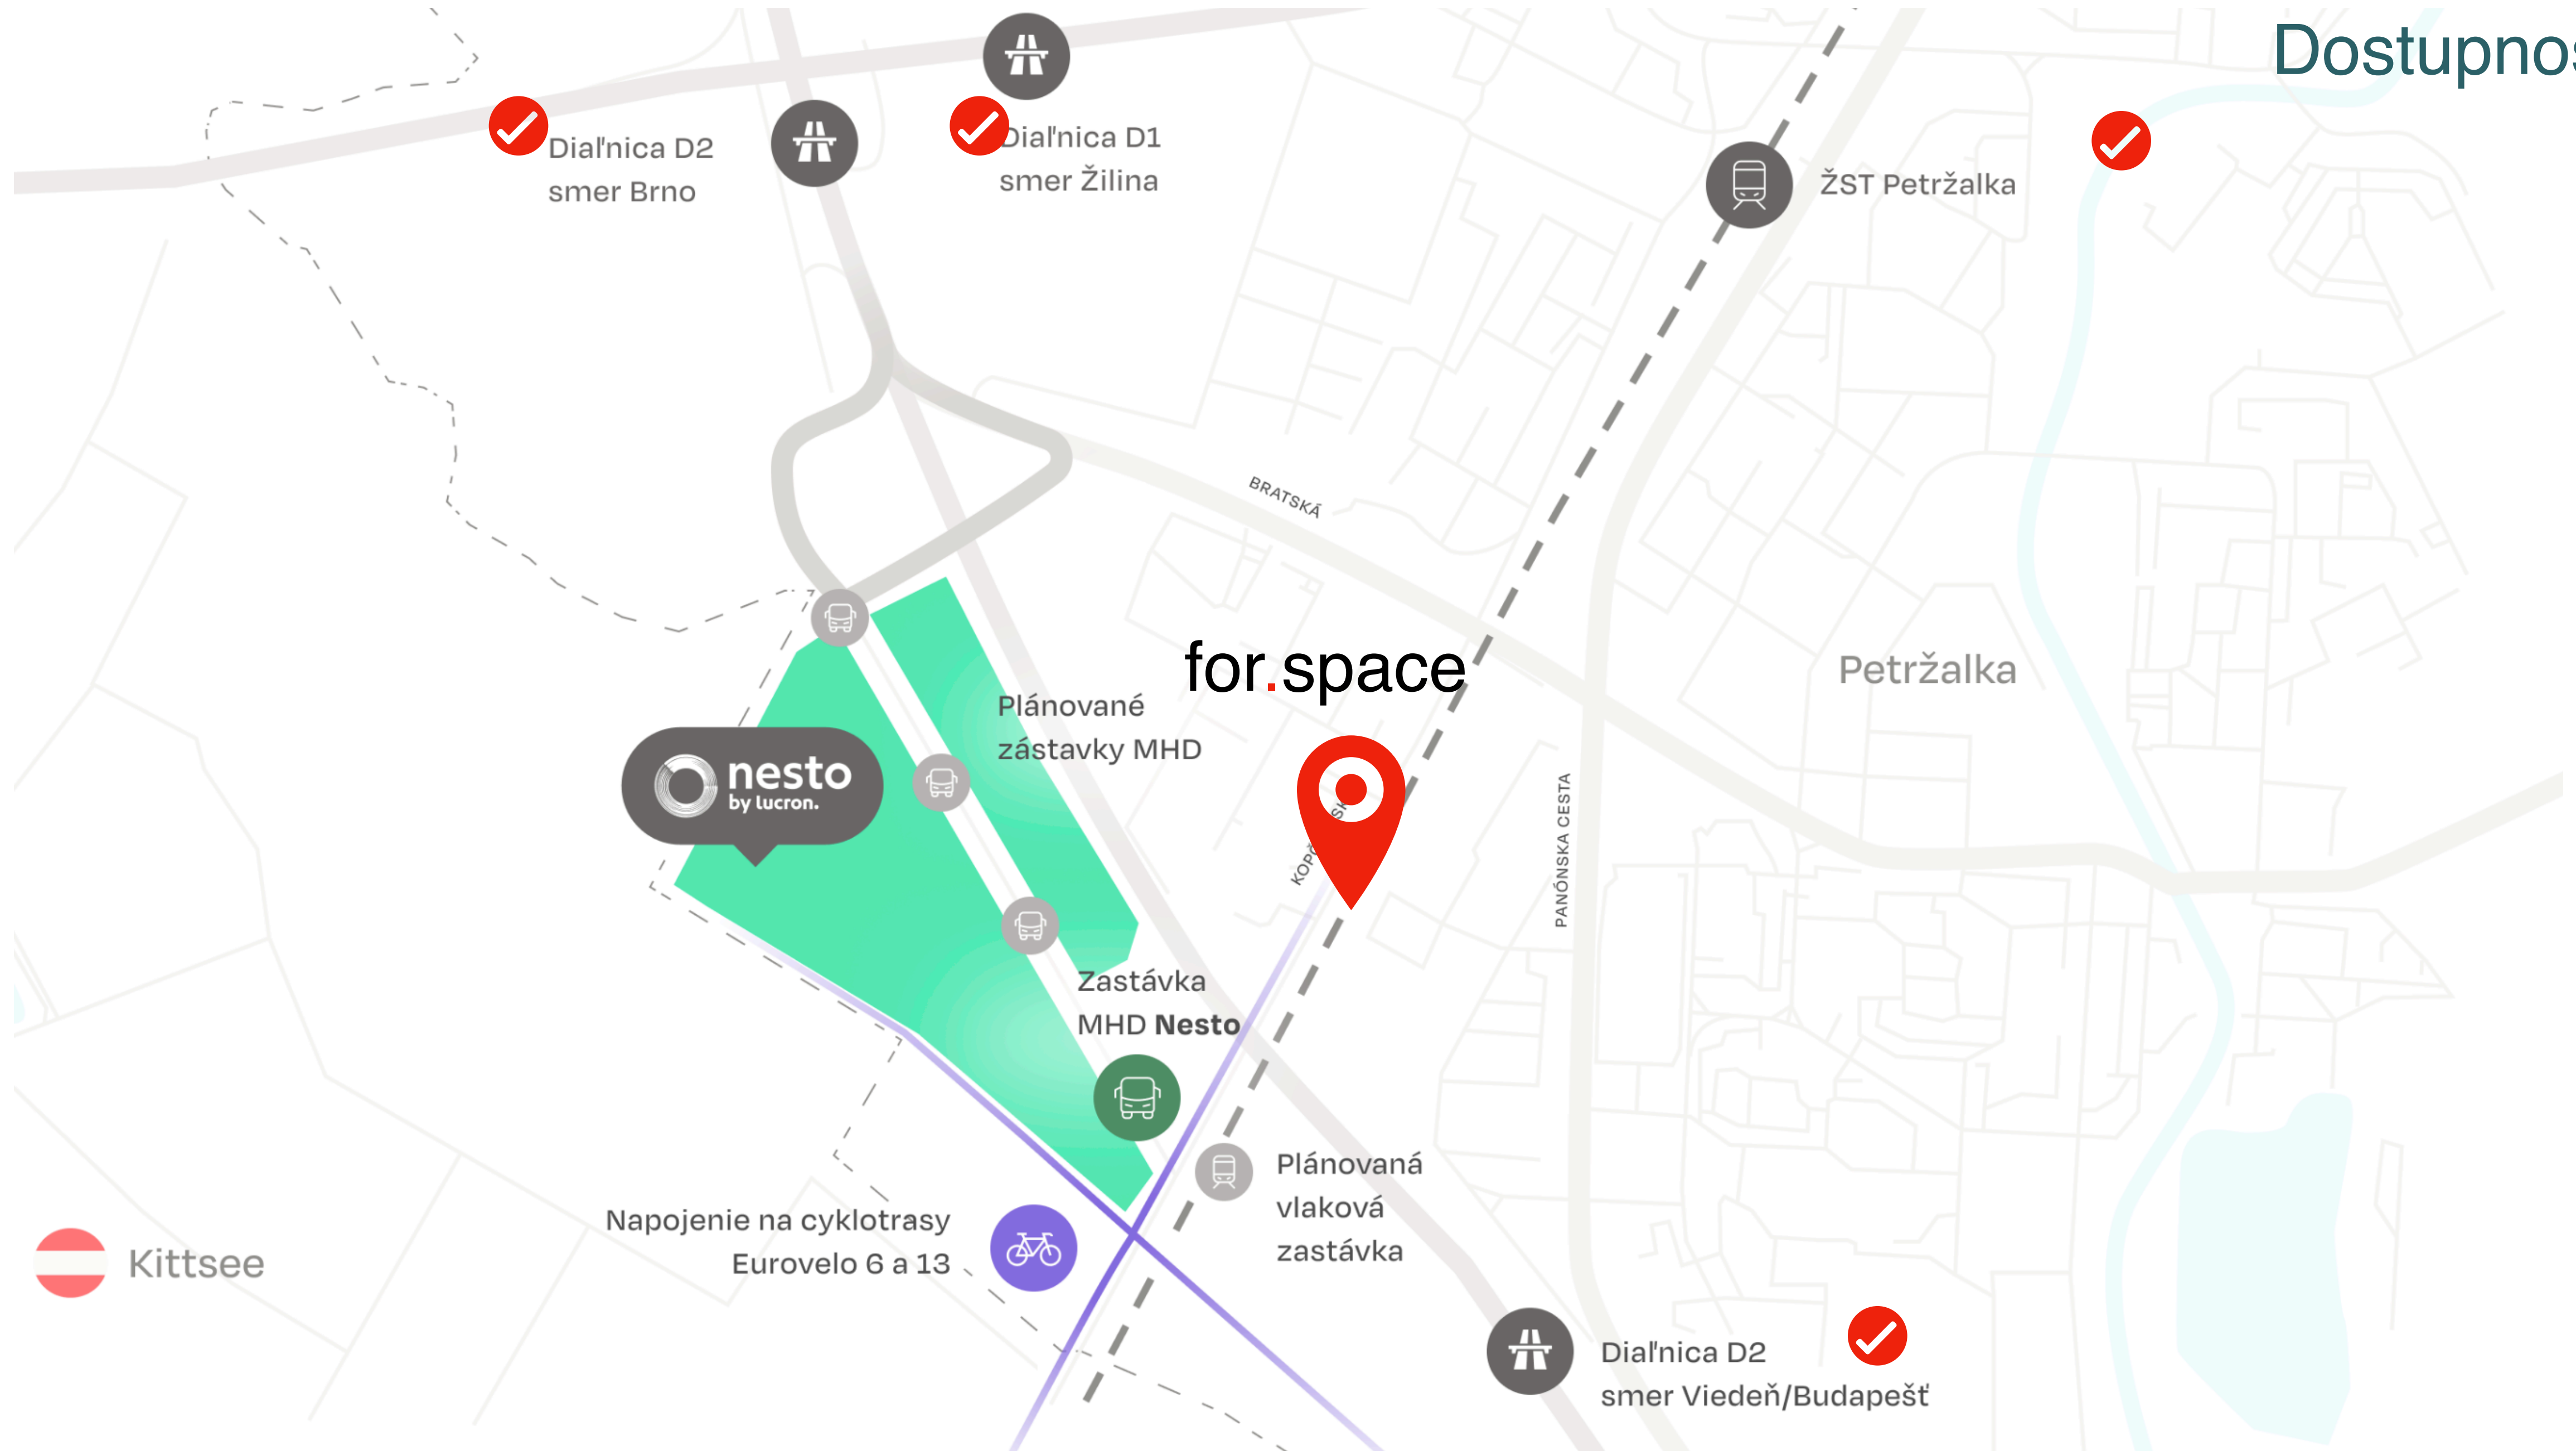 Dostupnos
Diaľnica D2
smer Brno
Diaľnica D1
smer Žilina
ŽST Petržalka
BRATSKÁ
for.space
Petržalka
Plánované
zástavky MHD
nesto
by lucron.
PANÓNSKA CESTA
Zastávka
MHD Nesto
Plánovaná
vlaková
zastávka
Napojenie na cyklotrasy
Eurovelo 6 a 13
Kittsee
Diaľnica D2
smer Viedeň/Budapešť